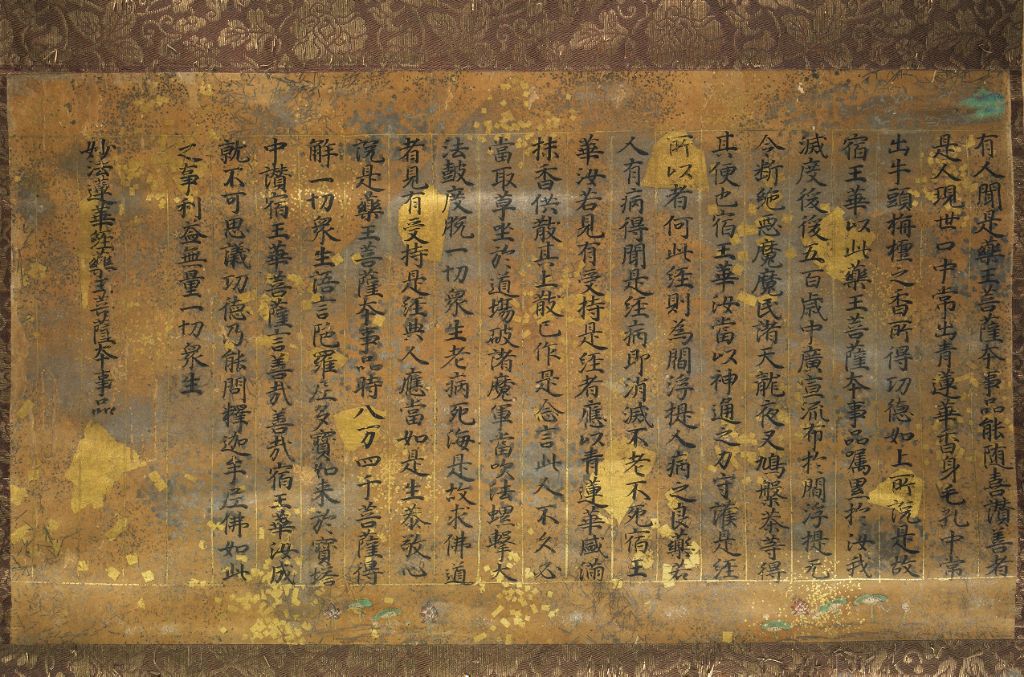 有人聞是藥王菩薩本事品能随喜讃善者
是人現世口中常出青蓮華香身毛孔中常
出牛頭栴檀之香所得功徳如上所說是故
宿王華以此藥王菩薩本事品属累於汝我
滅度後後五百歳中廣宣流布於閻浮提无
令断絶惡魔魔民諸天龍夜叉鳩槃荼等得
其便也宿王華汝當以神通之力守護是経
所以者何此経則為閻浮提人病之良藥若
人有病得聞是経病即消滅不老不死宿王
華汝若見有受持是経者應以青蓮華盛滿
抹香供散其上散已作是念言此人不久必
當取草坐於道場破諸魔軍當吹法螺擊大
法鼓度脫一切衆生老病死海是故求佛道
者見有受持是経典人應當如是生恭敬心
說是藥王菩薩本事品時八万四千菩薩得
解一切衆生語言陀羅尼多寶如来於寶塔
中讃宿王華菩薩言善哉善哉宿王華汝成
就不可思議功徳乃能問釋迦牟尼佛如此
之事利益無量一切衆生
妙法蓮華経藥王菩薩本事品